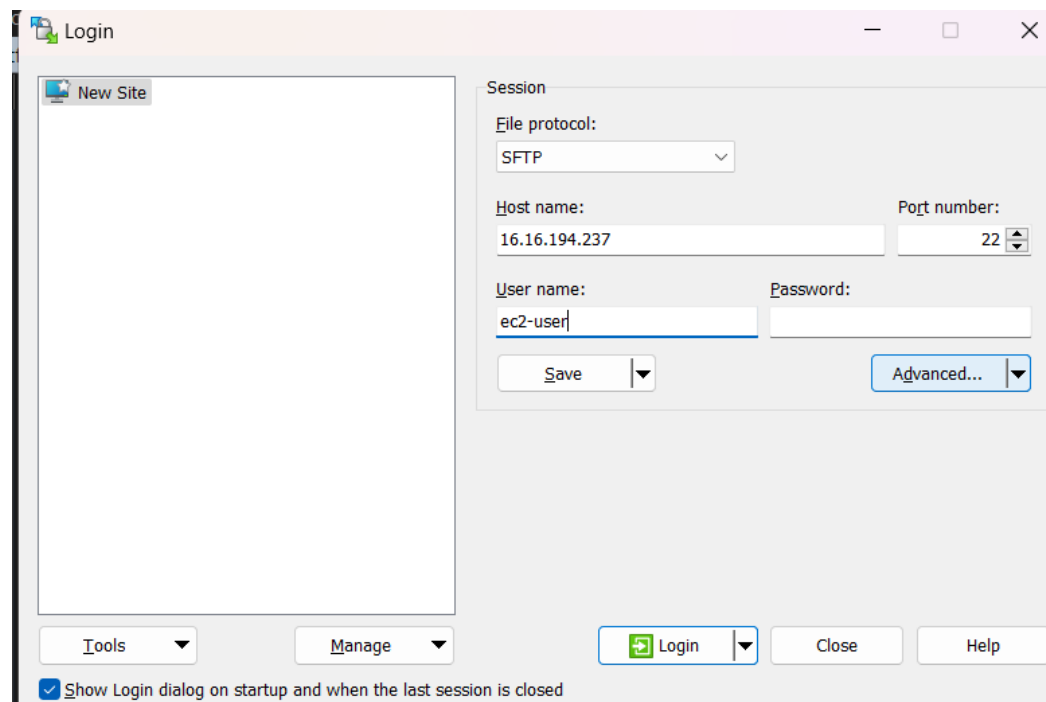 Login
New Site
Session
File protocol:
SFTP
Host name:
Port number:
16.16.194.237
22
User name:
Password:
ec2-user
Save
Advanced...
Tools
Manage
Login
Close
Help
Show Login dialog on startup and when the last session is closed